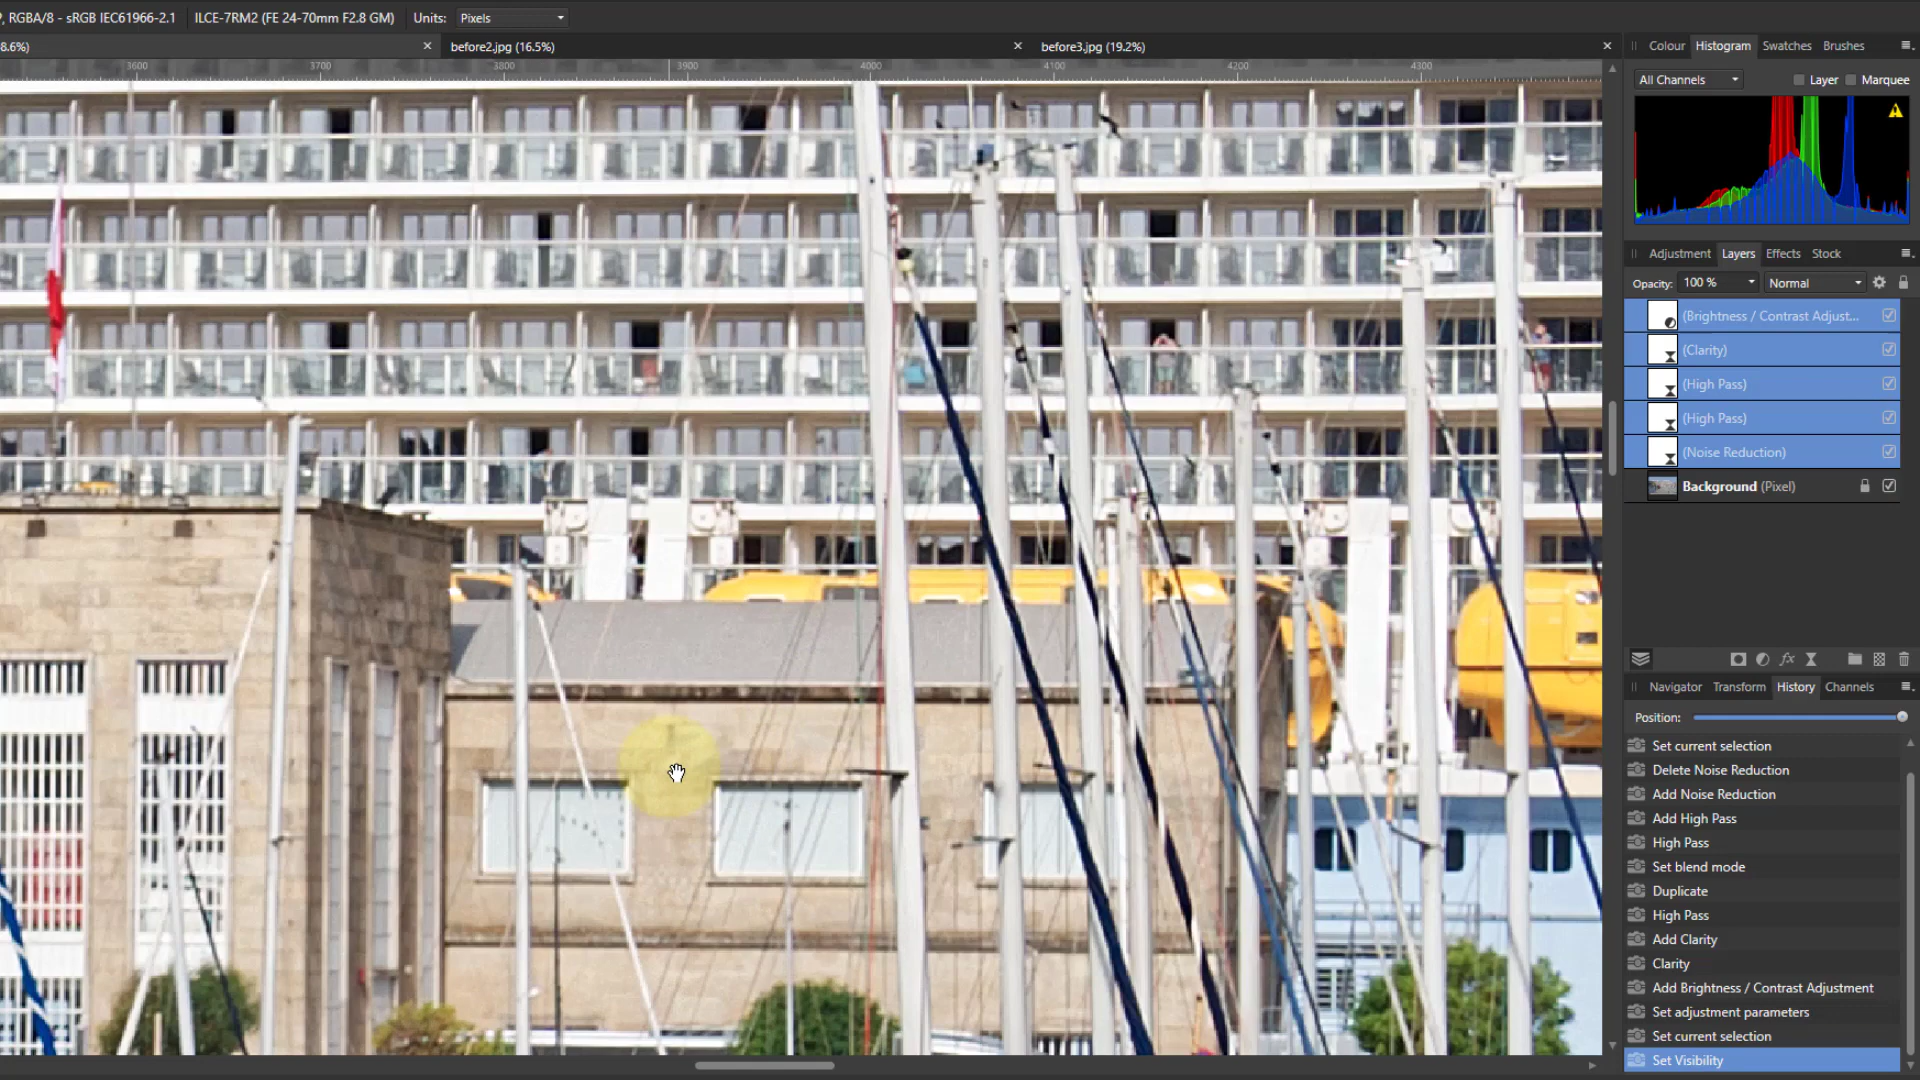 , RGBA/8 - sRGB IEC61966-2.1 ILCE-7RM2 (FE 24-70mm F2.8 GM) Units: Pixels
8.6%) before2.jpg (16.5%) before3.jpg (19.2%)
3600 3700 3800 3900 4000 4100 4200 4300
Colour Histogram Swatches Brushes
All Channels Layer Marquee
Adjustment Layers Effects Stock
Opacity: 100 % Normal
(Brightness / Contrast Adjust...
(Clarity)
(High Pass)
(High Pass)
(Noise Reduction)
Background (Pixel)
fx
Navigator Transform History Channels
Position:
Set current selection
Delete Noise Reduction
Add Noise Reduction
Add High Pass
High Pass
Set blend mode
Duplicate
High Pass
Add Clarity
Clarity
Add Brightness / Contrast Adjustment
Set adjustment parameters
Set current selection
Set Visibility